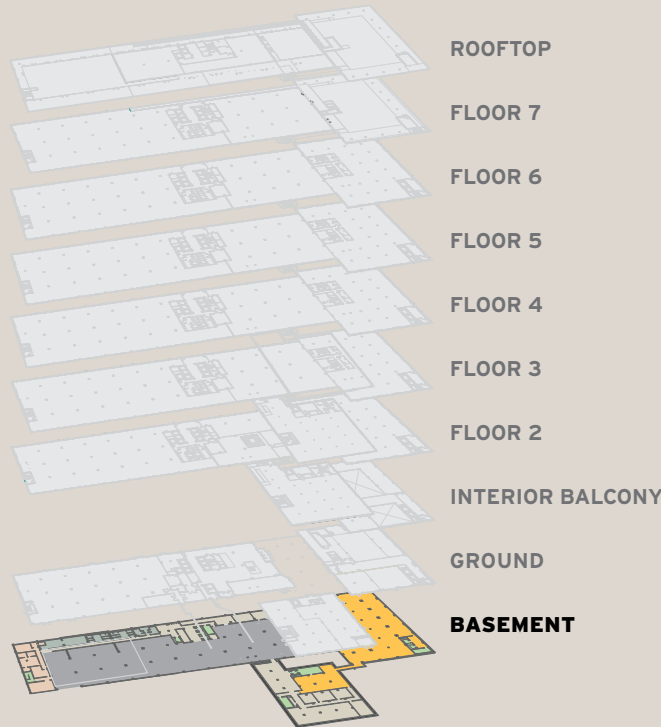 ROOFTOP
FLOOR 7
FLOOR 6
FLOOR 5
FLOOR 4
FLOOR 3
FLOOR 2
INTERIOR BALCONY
GROUND
BASEMENT